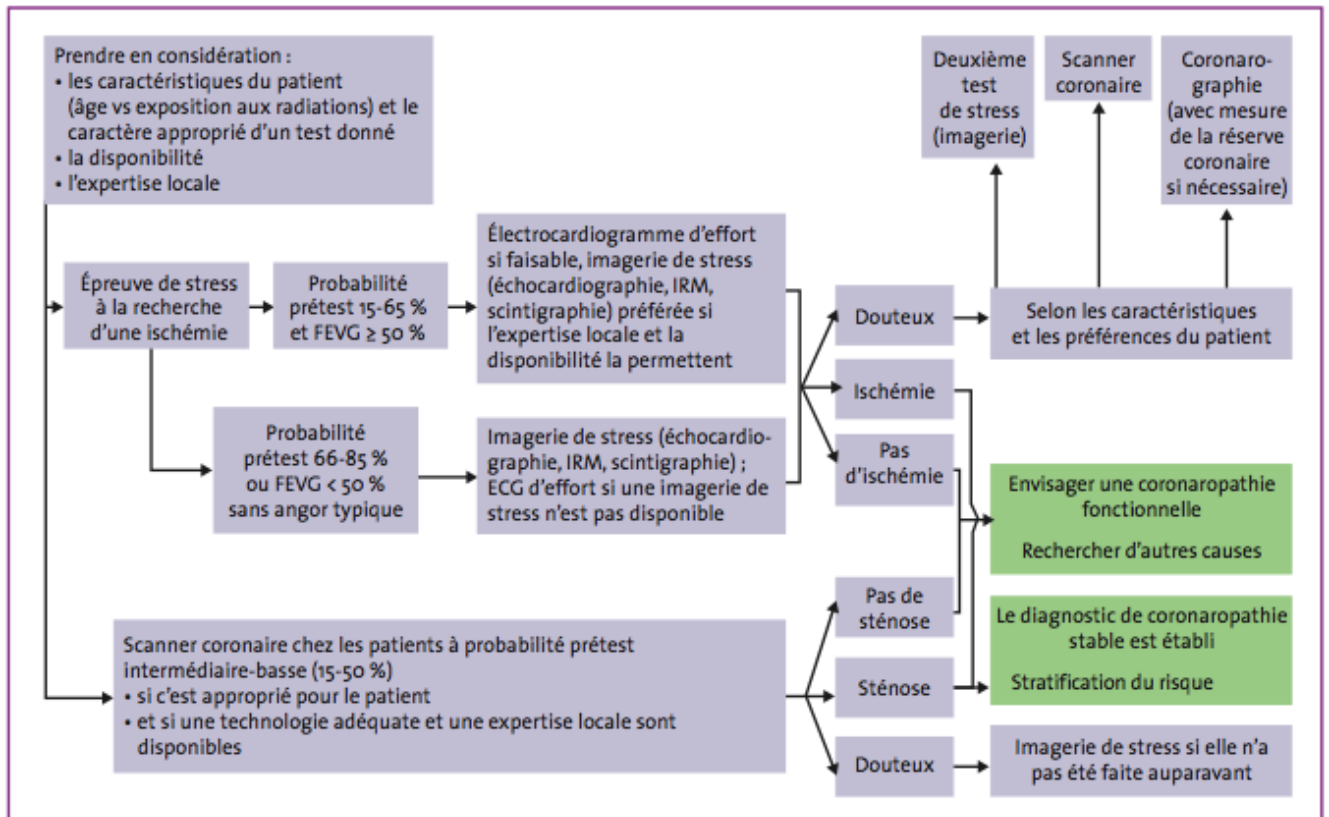 Prendre en considération :
• les caractéristiques du patient
(âge vs exposition aux radiations) et le
caractère approprié d'un test donné
• la disponibilité
• l'expertise locale
Deuxième
test
de stress
(imagerie)
Scanner
coronaire
Coronaro-
graphie
(avec mesure
de la réserve
coronaire
si nécessaire)
Épreuve de stress
à la recherche
d'une ischémie
Probabilité
prétest 15-65 %
et FEVG ≥ 50 %
Électrocardiogramme d'effort
si faisable, imagerie de stress
(échocardiographie, IRM,
scintigraphie) préférée si
l'expertise locale et la
disponibilité la permettent
Douteux
Selon les caractéristiques
et les préférences du patient
Ischémie
Pas
d'ischémie
Probabilité
prétest 66-85 %
ou FEVG < 50 %
sans angor typique
Imagerie de stress (échocardio-
graphie, IRM, scintigraphie) ;
ECG d'effort si une imagerie de
stress n'est pas disponible
Envisager une coronaropathie
fonctionnelle
Rechercher d'autres causes
Scanner coronaire chez les patients à probabilité prétest
intermédiaire-basse (15-50 %)
• si c'est approprié pour le patient
• et si une technologie adéquate et une expertise locale sont
disponibles
Pas de
sténose
Sténose
Le diagnostic de coronaropathie
stable est établi
Stratification du risque
Douteux
Imagerie de stress si elle n'a
pas été faite auparavant